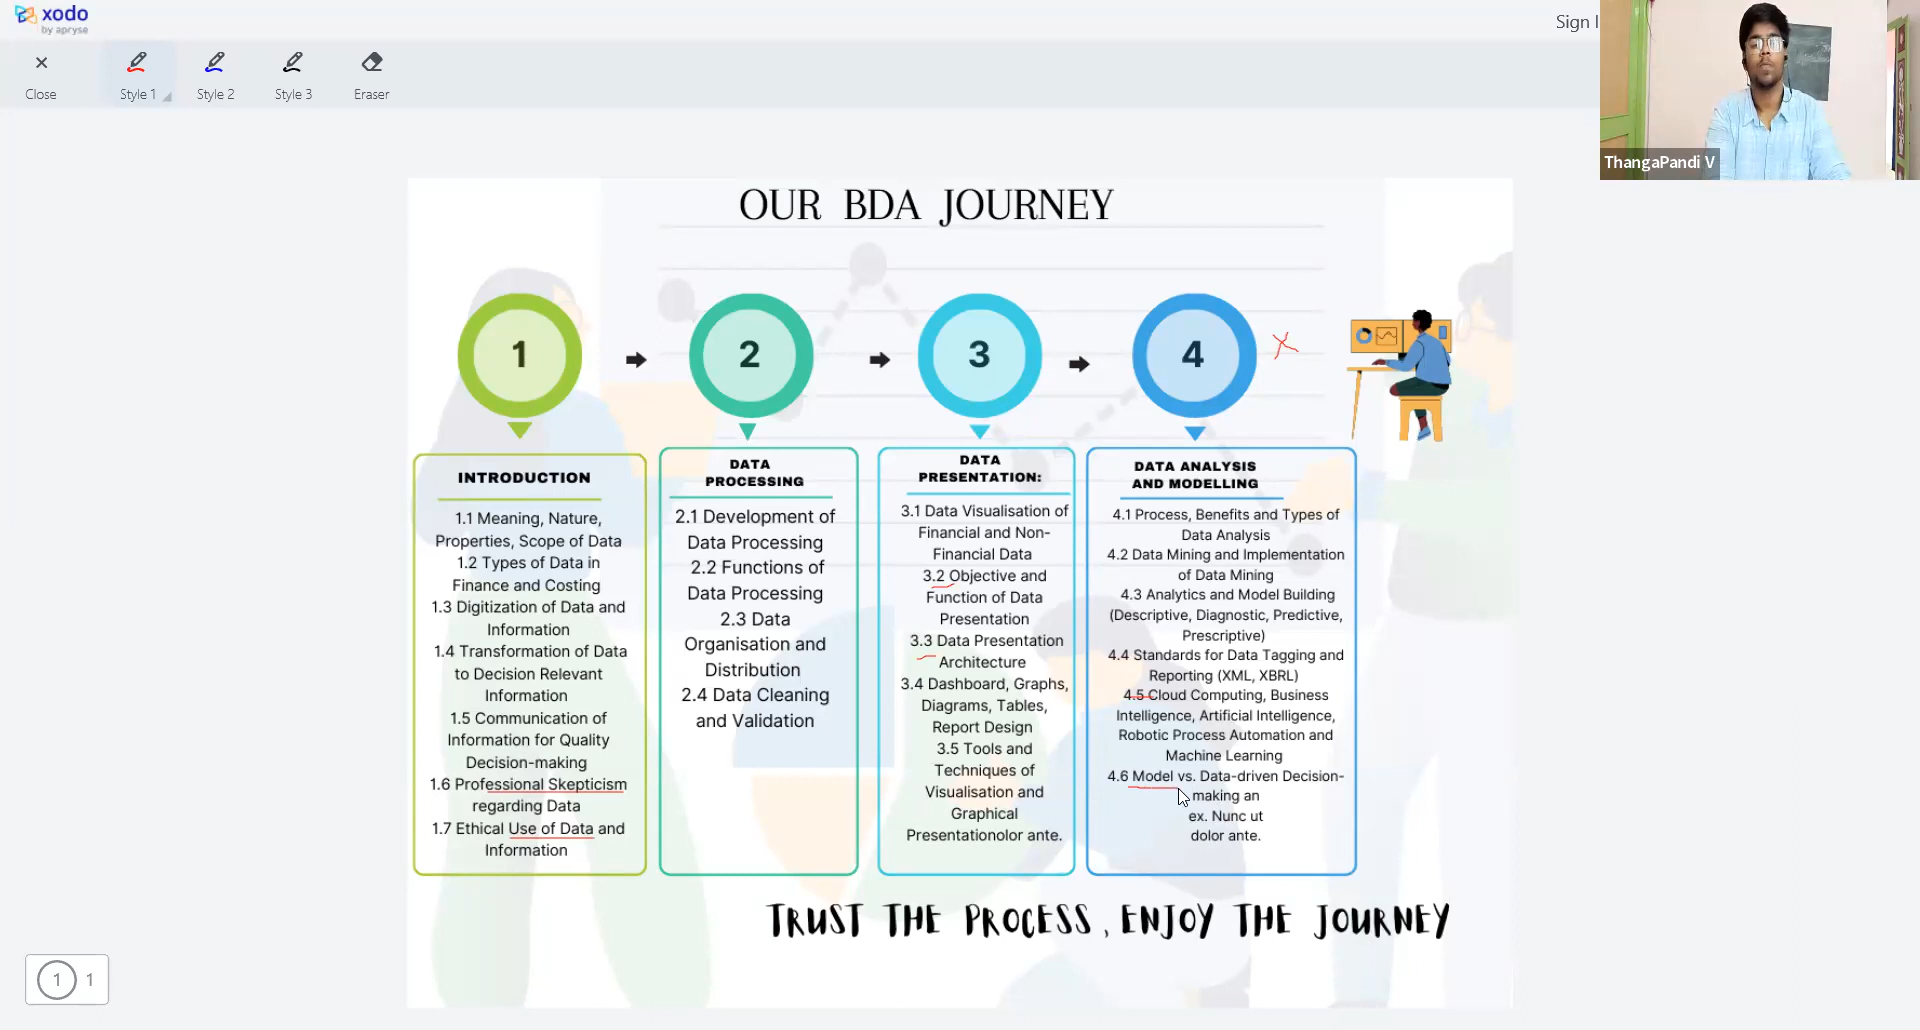 xodo
by apryse
Sign I
Close
Style 1
Style 2
Style 3
Eraser
ThangaPandi V
OUR BDA JOURNEY
1
2
3
4
INTRODUCTION
1.1 Meaning, Nature,
Properties, Scope of Data
1.2 Types of Data in
Finance and Costing
1.3 Digitization of Data and
Information
1.4 Transformation of Data
to Decision Relevant
Information
1.5 Communication of
Information for Quality
Decision-making
1.6 Professional Skepticism
regarding Data
1.7 Ethical Use of Data and
Information
DATA
PROCESSING
2.1 Development of
Data Processing
2.2 Functions of
Data Processing
2.3 Data
Organisation and
Distribution
2.4 Data Cleaning
and Validation
DATA
PRESENTATION:
3.1 Data Visualisation of
Financial and Non-
Financial Data
3.2 Objective and
Function of Data
Presentation
3.3 Data Presentation
Architecture
3.4 Dashboard, Graphs,
Diagrams, Tables,
Report Design
3.5 Tools and
Techniques of
Visualisation and
Graphical
Presentationolor ante.
DATA ANALYSIS
AND MODELLING
4.1 Process, Benefits and Types of
Data Analysis
4.2 Data Mining and Implementation
of Data Mining
4.3 Analytics and Model Building
(Descriptive, Diagnostic, Predictive,
Prescriptive)
4.4 Standards for Data Tagging and
Reporting (XML, XBRL)
4.5 Cloud Computing, Business
Intelligence, Artificial Intelligence,
Robotic Process Automation and
Machine Learning
4.6 Model vs. Data-driven Decision-
making an
ex. Nunc ut
dolor ante.
TRUST THE PROCESS, ENJOY THE JOURNEY
1 1